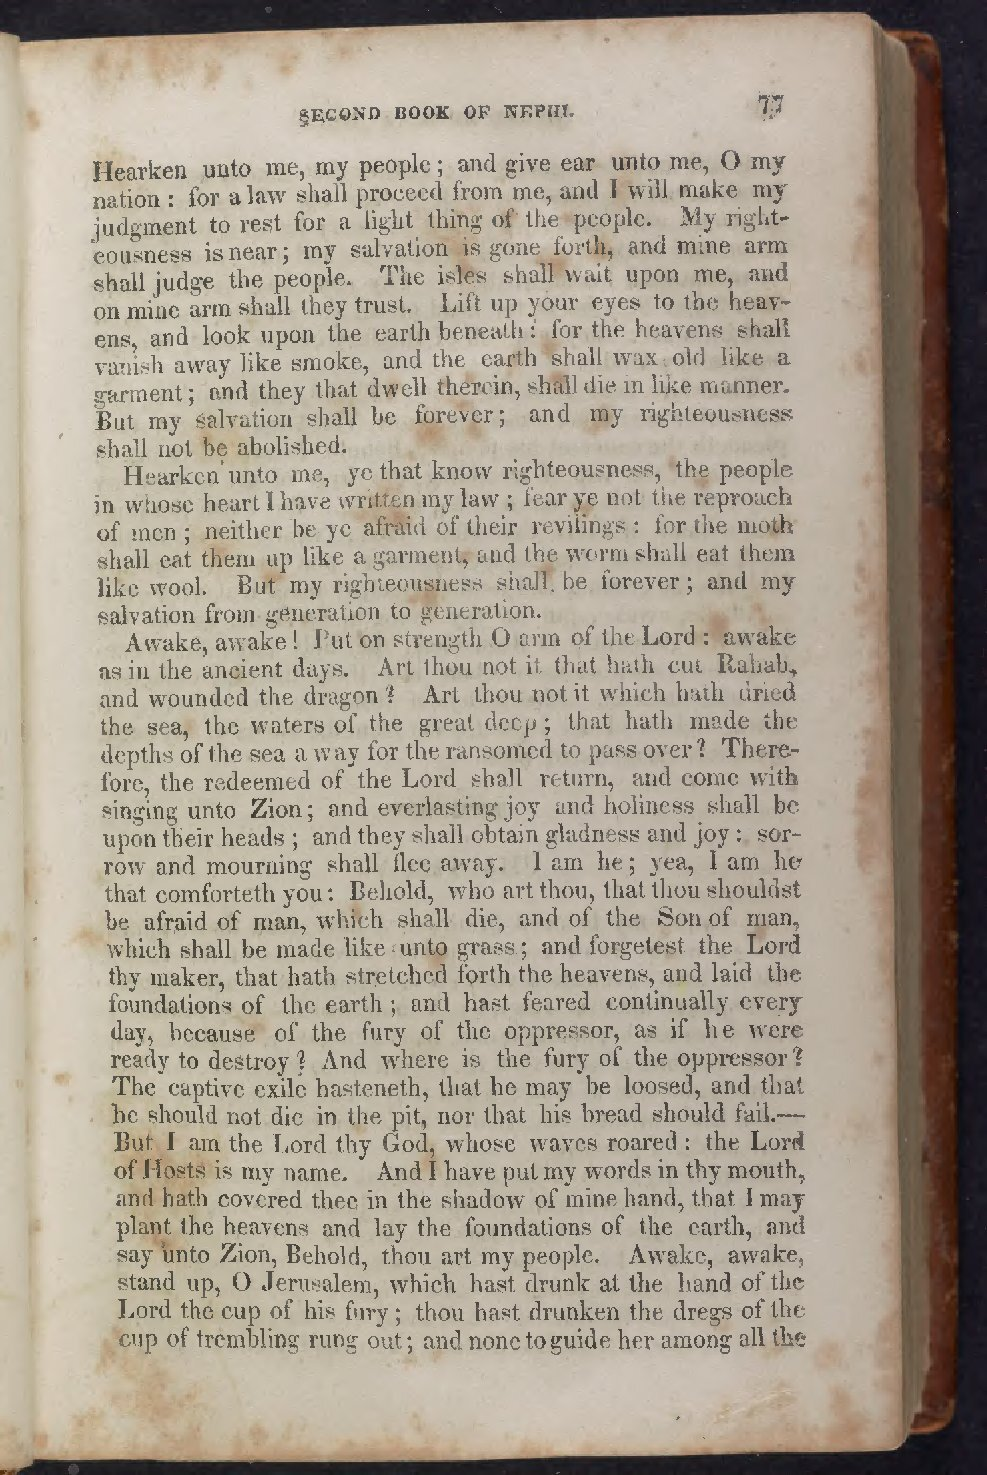 SECOND BOOK OF NEPHI. 77
Hearken unto me, my people; and give ear unto me, O my
nation: for a law shall proceed from me, and I will make my
judgment to rest for a light thing of the people. My right-
eousness is near; my salvation is gone forth, and mine arm
shall judge the people. The isles shall wait upon me, and
on mine arm shall they trust. Lift up your eyes to the heav-
ens, and look upon the earth beneath: for the heavens shall
vanish away like smoke, and the earth shall wax old like a
garment; and they that dwell therein, shall die in like manner.
But my salvation shall be forever; and my righteousness
shall not be abolished.
Hearken unto me, ye that know righteousness, the people
in whose heart I have written my law; fear ye not the reproach
of men; neither be ye afraid of their revilings: for the moth
shall eat them up like a garment, and the worm shall eat them
like wool. But my righteousness shall be forever; and my
salvation from generation to generation.
Awake, awake! Put on strength O arm of the Lord: awake
as in the ancient days. Art thou not it that hath cut Rahab,
and wounded the dragon? Art thou not it which hath dried
the sea, the waters of the great deep; that hath made the
depths of the sea a way for the ransomed to pass over? There-
fore, the redeemed of the Lord shall return, and come with
singing unto Zion; and everlasting joy and holiness shall be
upon their heads; and they shall obtain gladness and joy: sor-
row and mourning shall flee away. I am he; yea, I am he
that comforteth you: Behold, who art thou, that thou shouldst
be afraid of man, which shall die, and of the Son of man,
which shall be made like unto grass; and forgetest the Lord
thy maker, that hath stretched forth the heavens, and laid the
foundations of the earth; and hast feared continually every
day, because of the fury of the oppressor, as if he were
ready to destroy? And where is the fury of the oppressor?
The captive exile hasteneth, that he may be loosed, and that
he should not die in the pit, nor that his bread should fail.—
But I am the Lord thy God, whose waves roared: the Lord
of Hosts is my name. And I have put my words in thy mouth,
and hath covered thee in the shadow of mine hand, that I may
plant the heavens and lay the foundations of the earth, and
say unto Zion, Behold, thou art my people. Awake, awake,
stand up, O Jerusalem, which hast drunk at the hand of the
Lord the cup of his fury; thou hast drunken the dregs of the
cup of trembling rung out; and none to guide her among all the